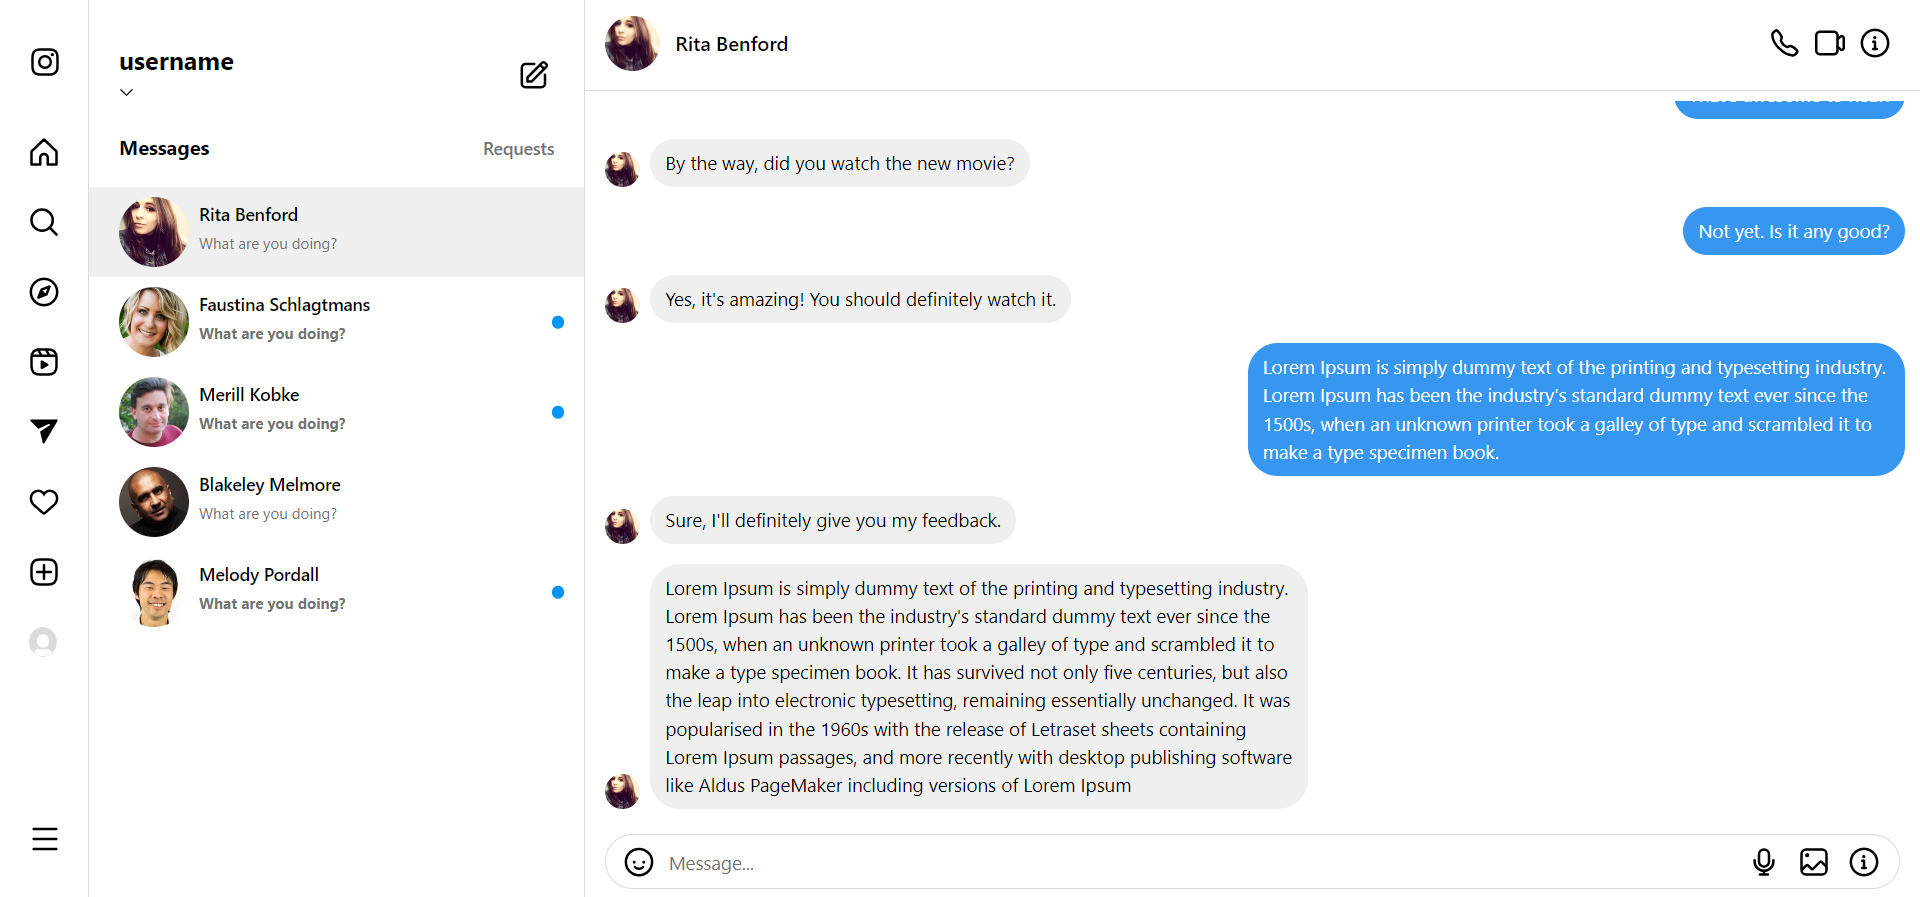 username
Messages
Requests
Rita Benford
What are you doing?
Faustina Schlagtmans
What are you doing?
Merill Kobke
What are you doing?
Blakeley Melmore
What are you doing?
Melody Pordall
What are you doing?
Rita Benford
By the way, did you watch the new movie?
Not yet. Is it any good?
Yes, it's amazing! You should definitely watch it.
Lorem Ipsum is simply dummy text of the printing and typesetting industry.
Lorem Ipsum has been the industry's standard dummy text ever since the
1500s, when an unknown printer took a galley of type and scrambled it to
make a type specimen book.
Sure, I'll definitely give you my feedback.
Lorem Ipsum is simply dummy text of the printing and typesetting industry.
Lorem Ipsum has been the industry's standard dummy text ever since the
1500s, when an unknown printer took a galley of type and scrambled it to
make a type specimen book. It has survived not only five centuries, but also
the leap into electronic typesetting, remaining essentially unchanged. It was
popularised in the 1960s with the release of Letraset sheets containing
Lorem Ipsum passages, and more recently with desktop publishing software
like Aldus PageMaker including versions of Lorem Ipsum
Message...